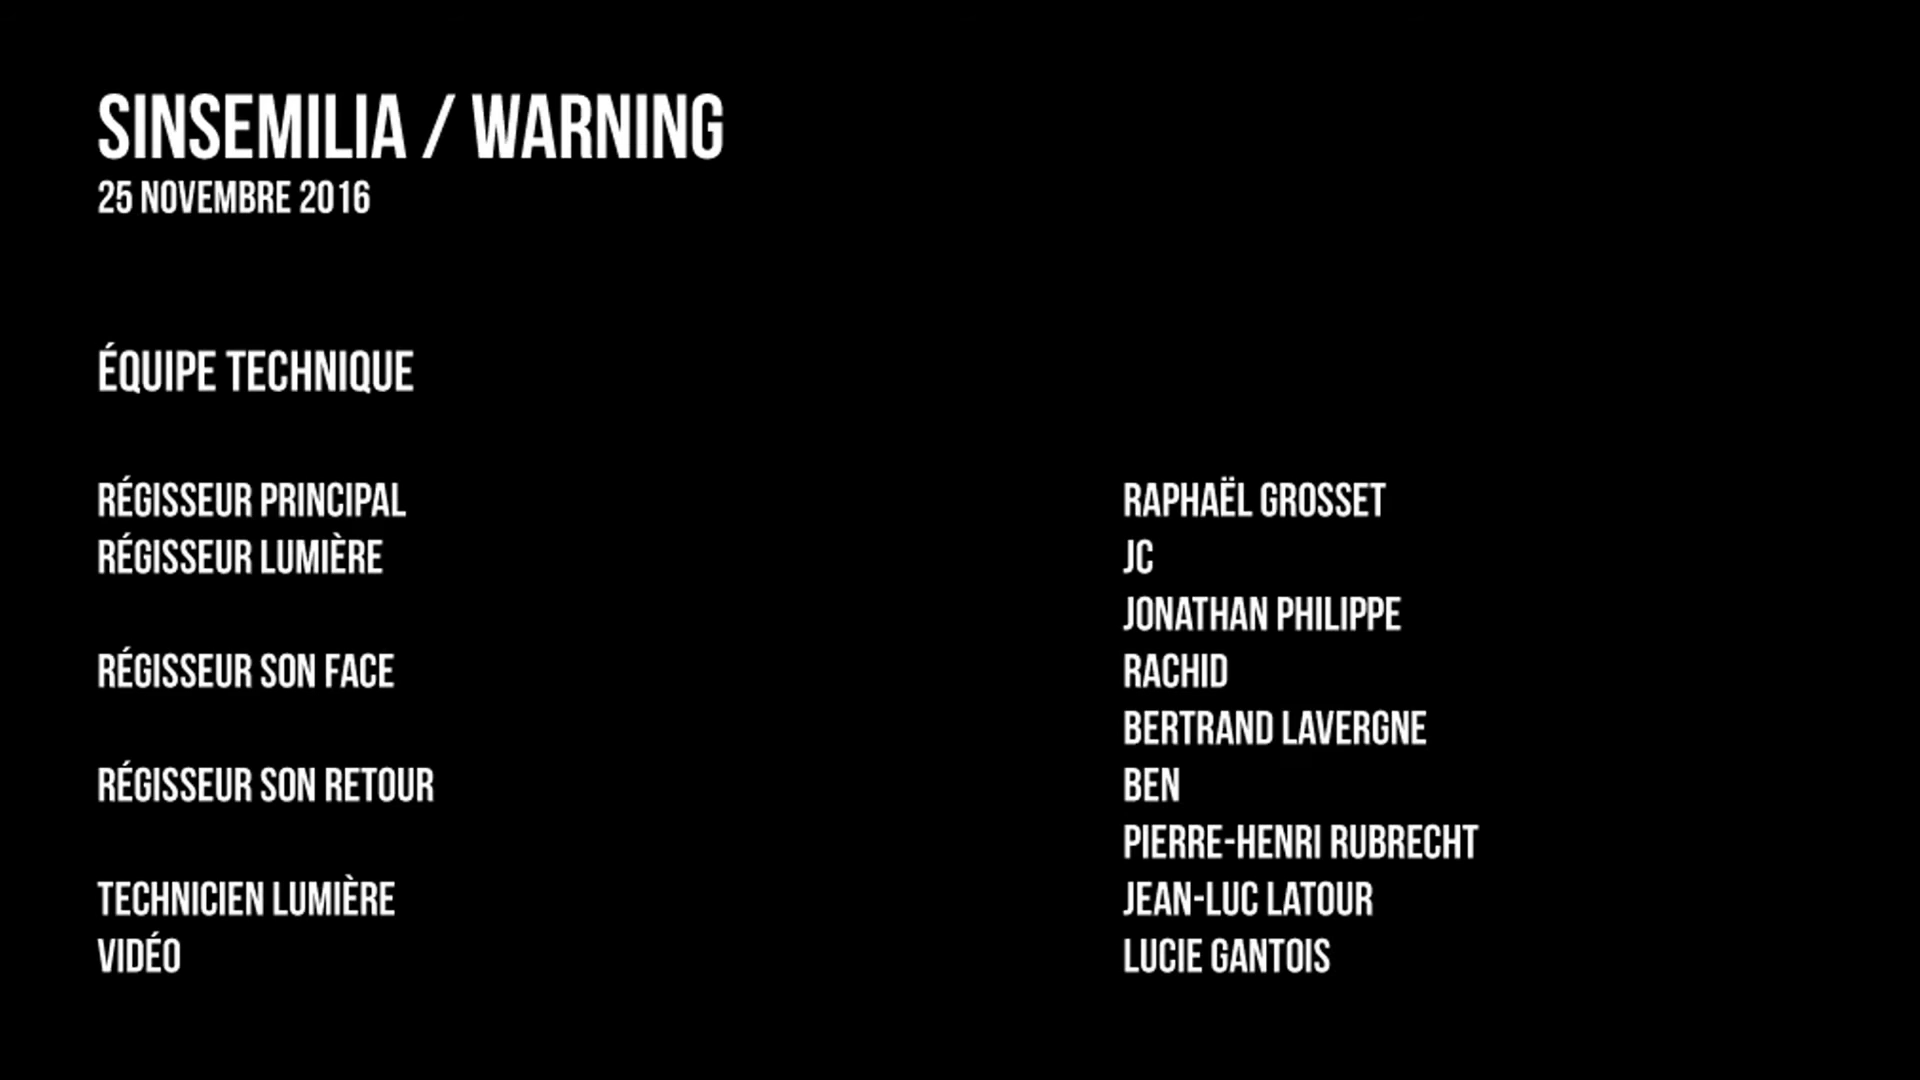 SINSEMILIA / WARNING
25 NOVEMBRE 2016
ÉQUIPE TECHNIQUE
RÉGISSEUR PRINCIPAL RAPHAËL GROSSET
RÉGISSEUR LUMIÈRE JC
JONATHAN PHILIPPE
RÉGISSEUR SON FACE RACHID
BERTRAND LAVERGNE
RÉGISSEUR SON RETOUR BEN
PIERRE-HENRI RUBRECHT
TECHNICIEN LUMIÈRE JEAN-LUC LATOUR
VIDÉO LUCIE GANTOIS